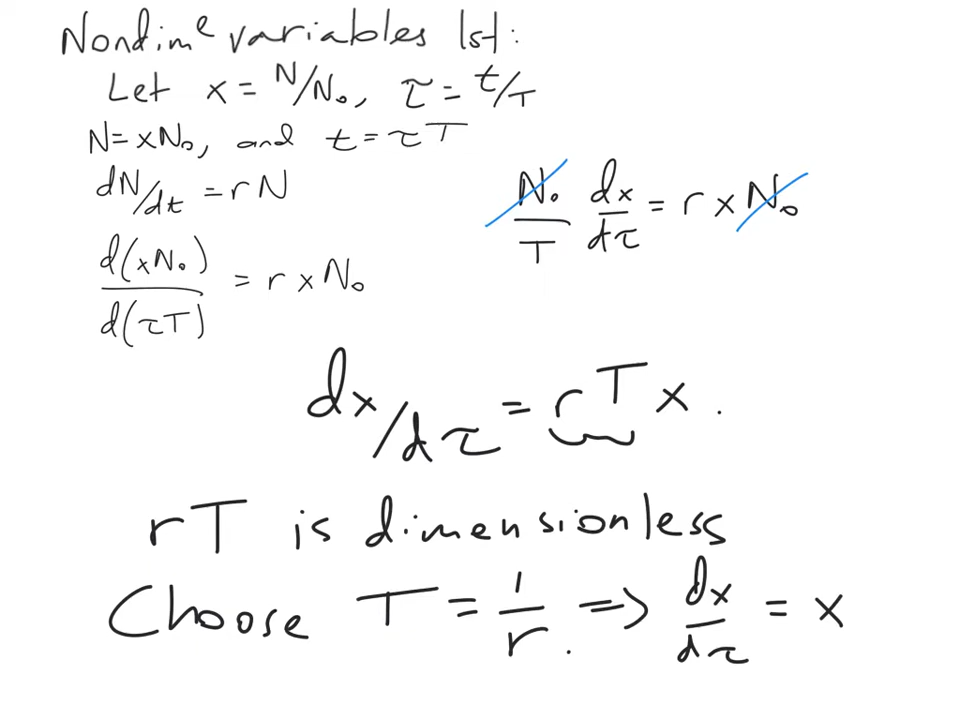 Nondimᵉ variables 1st:
Let x = N/N₀, τ = t/T
N = xN₀, and t = τT
dN/dt = rN
d(xN₀)/d(τT) = r x N₀
N₀/T dx/dτ = r x N₀
dx/dτ = rT x.
rT is dimensionless
Choose T = 1/r. => dx/dτ = x